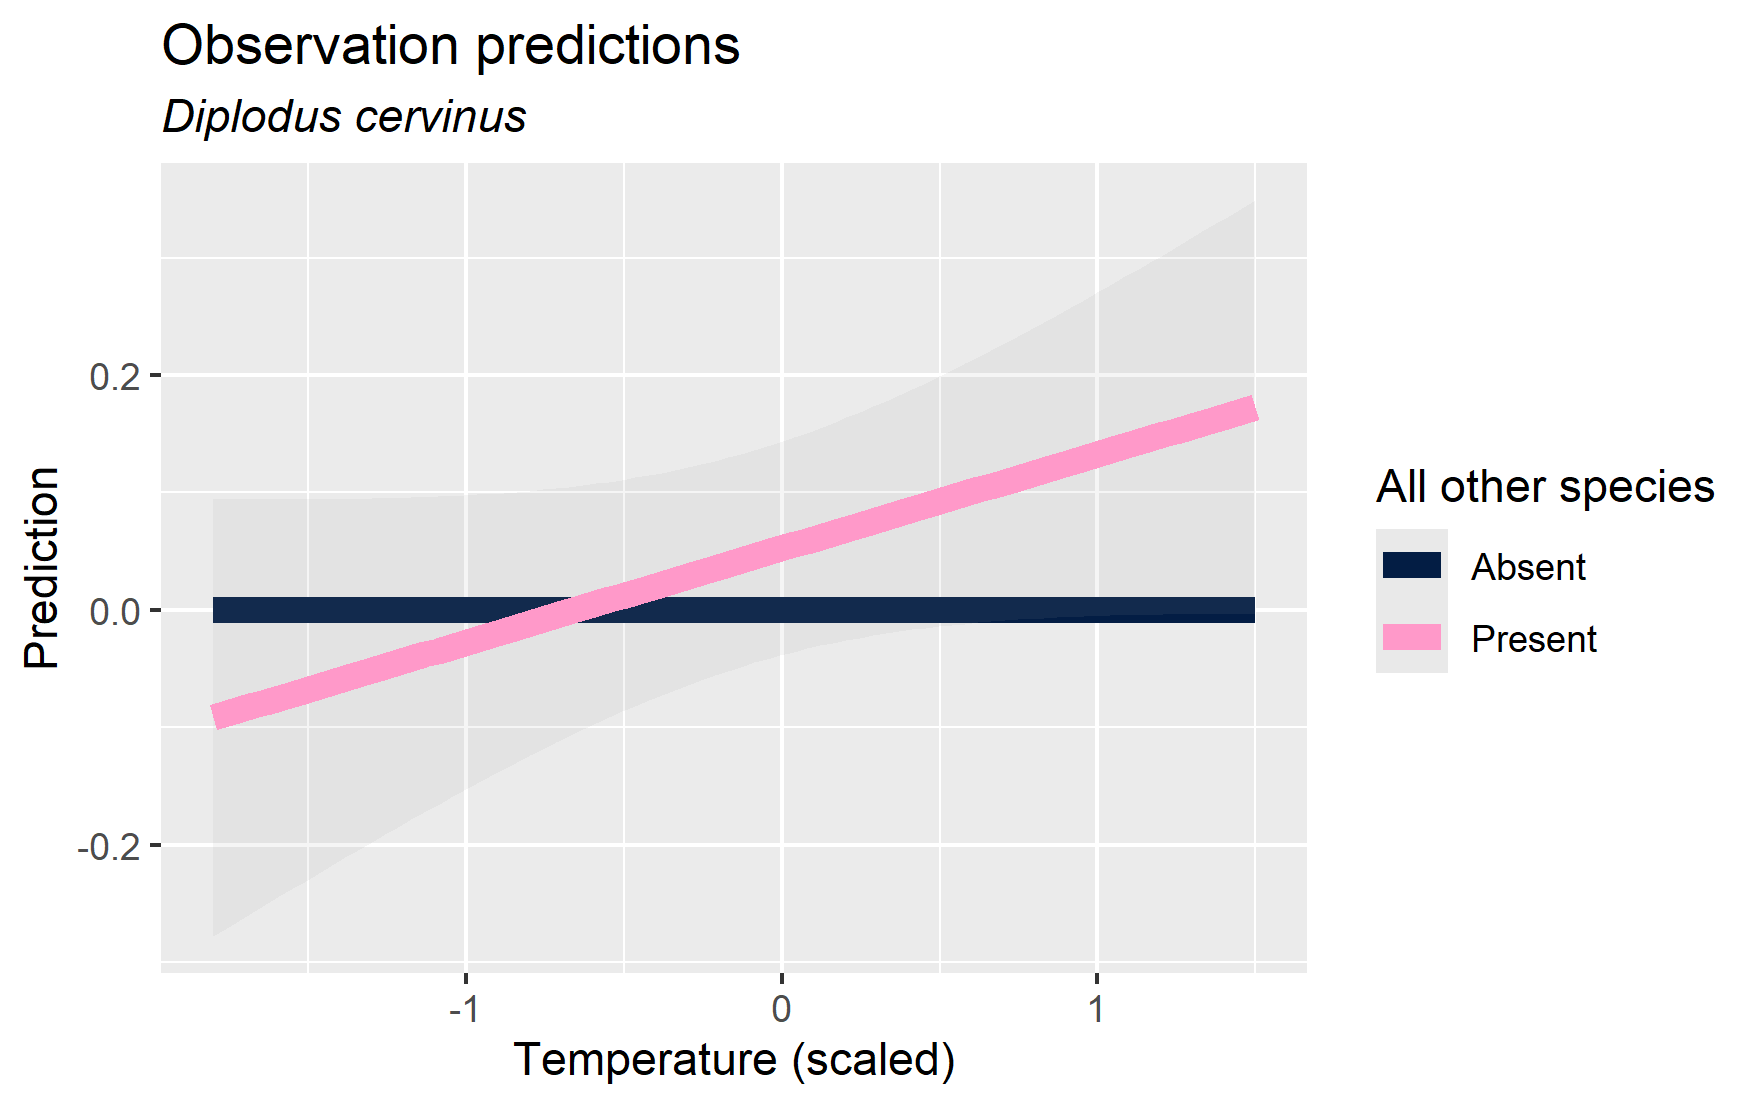 Observation predictions
Diplodus cervinus
Prediction
0.2
0.0
-0.2
-1
0
1
Temperature (scaled)
All other species
Absent
Present